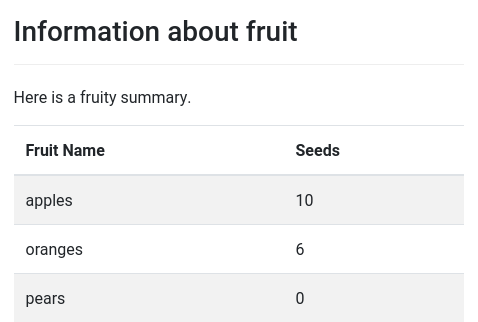 Information about fruit
Here is a fruity summary.
Fruit Name Seeds
apples 10
oranges 6
pears 0